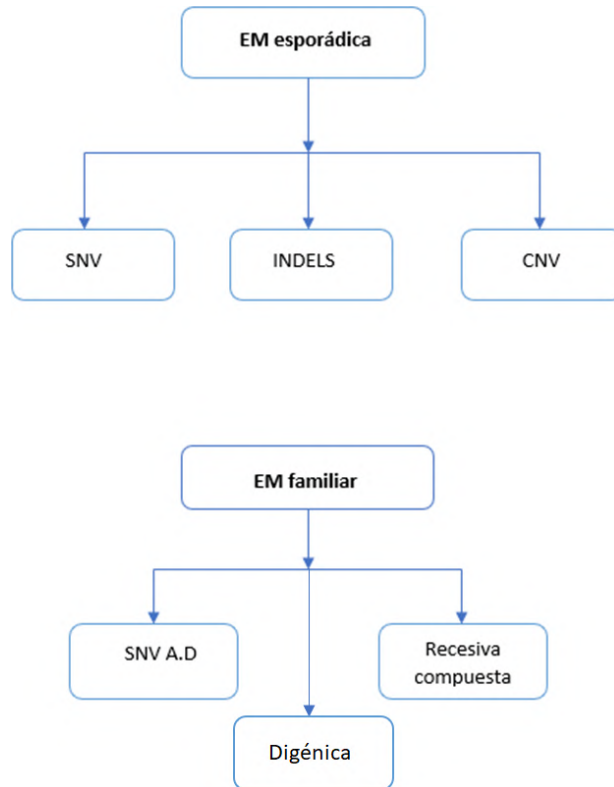 EM esporádica
SNV
INDELS
CNV
EM familiar
SNV A.D
Recesiva
compuesta
Digénica